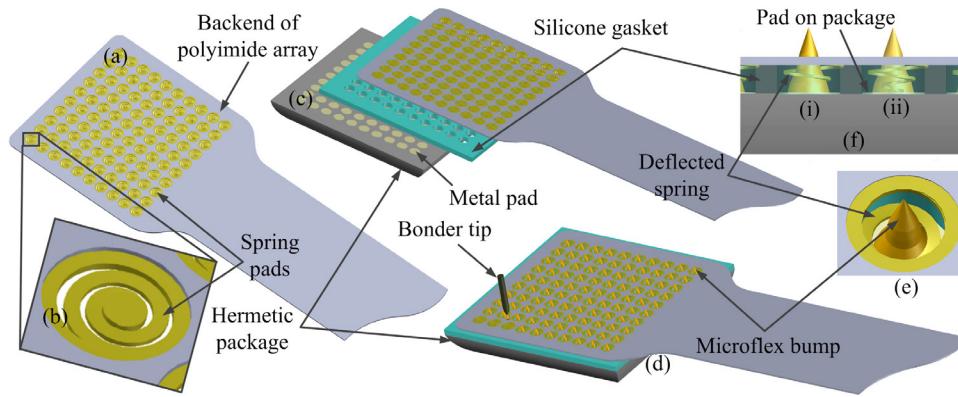 Backend of
polyimide array
(a)
Silicone gasket
Pad on package
(c)
(i)
(ii)
(f)
Deflected
spring
Metal pad
Bonder tip
Spring
pads
(b)
(e)
Hermetic
package
Microflex bump
(d)